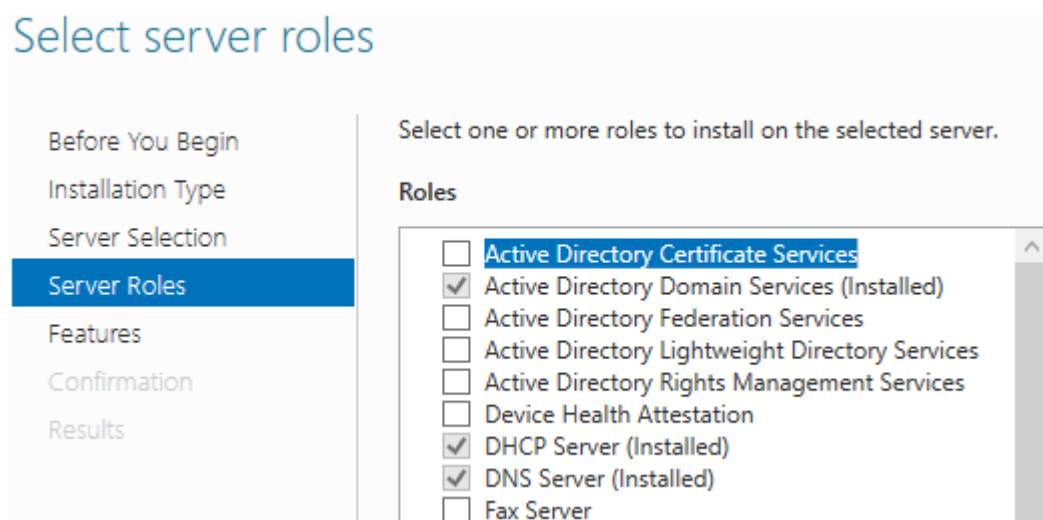 Select server roles
Before You Begin
Installation Type
Server Selection
Server Roles
Features
Confirmation
Results
Select one or more roles to install on the selected server.
Roles
Active Directory Certificate Services
Active Directory Domain Services (Installed)
Active Directory Federation Services
Active Directory Lightweight Directory Services
Active Directory Rights Management Services
Device Health Attestation
DHCP Server (Installed)
DNS Server (Installed)
Fax Server